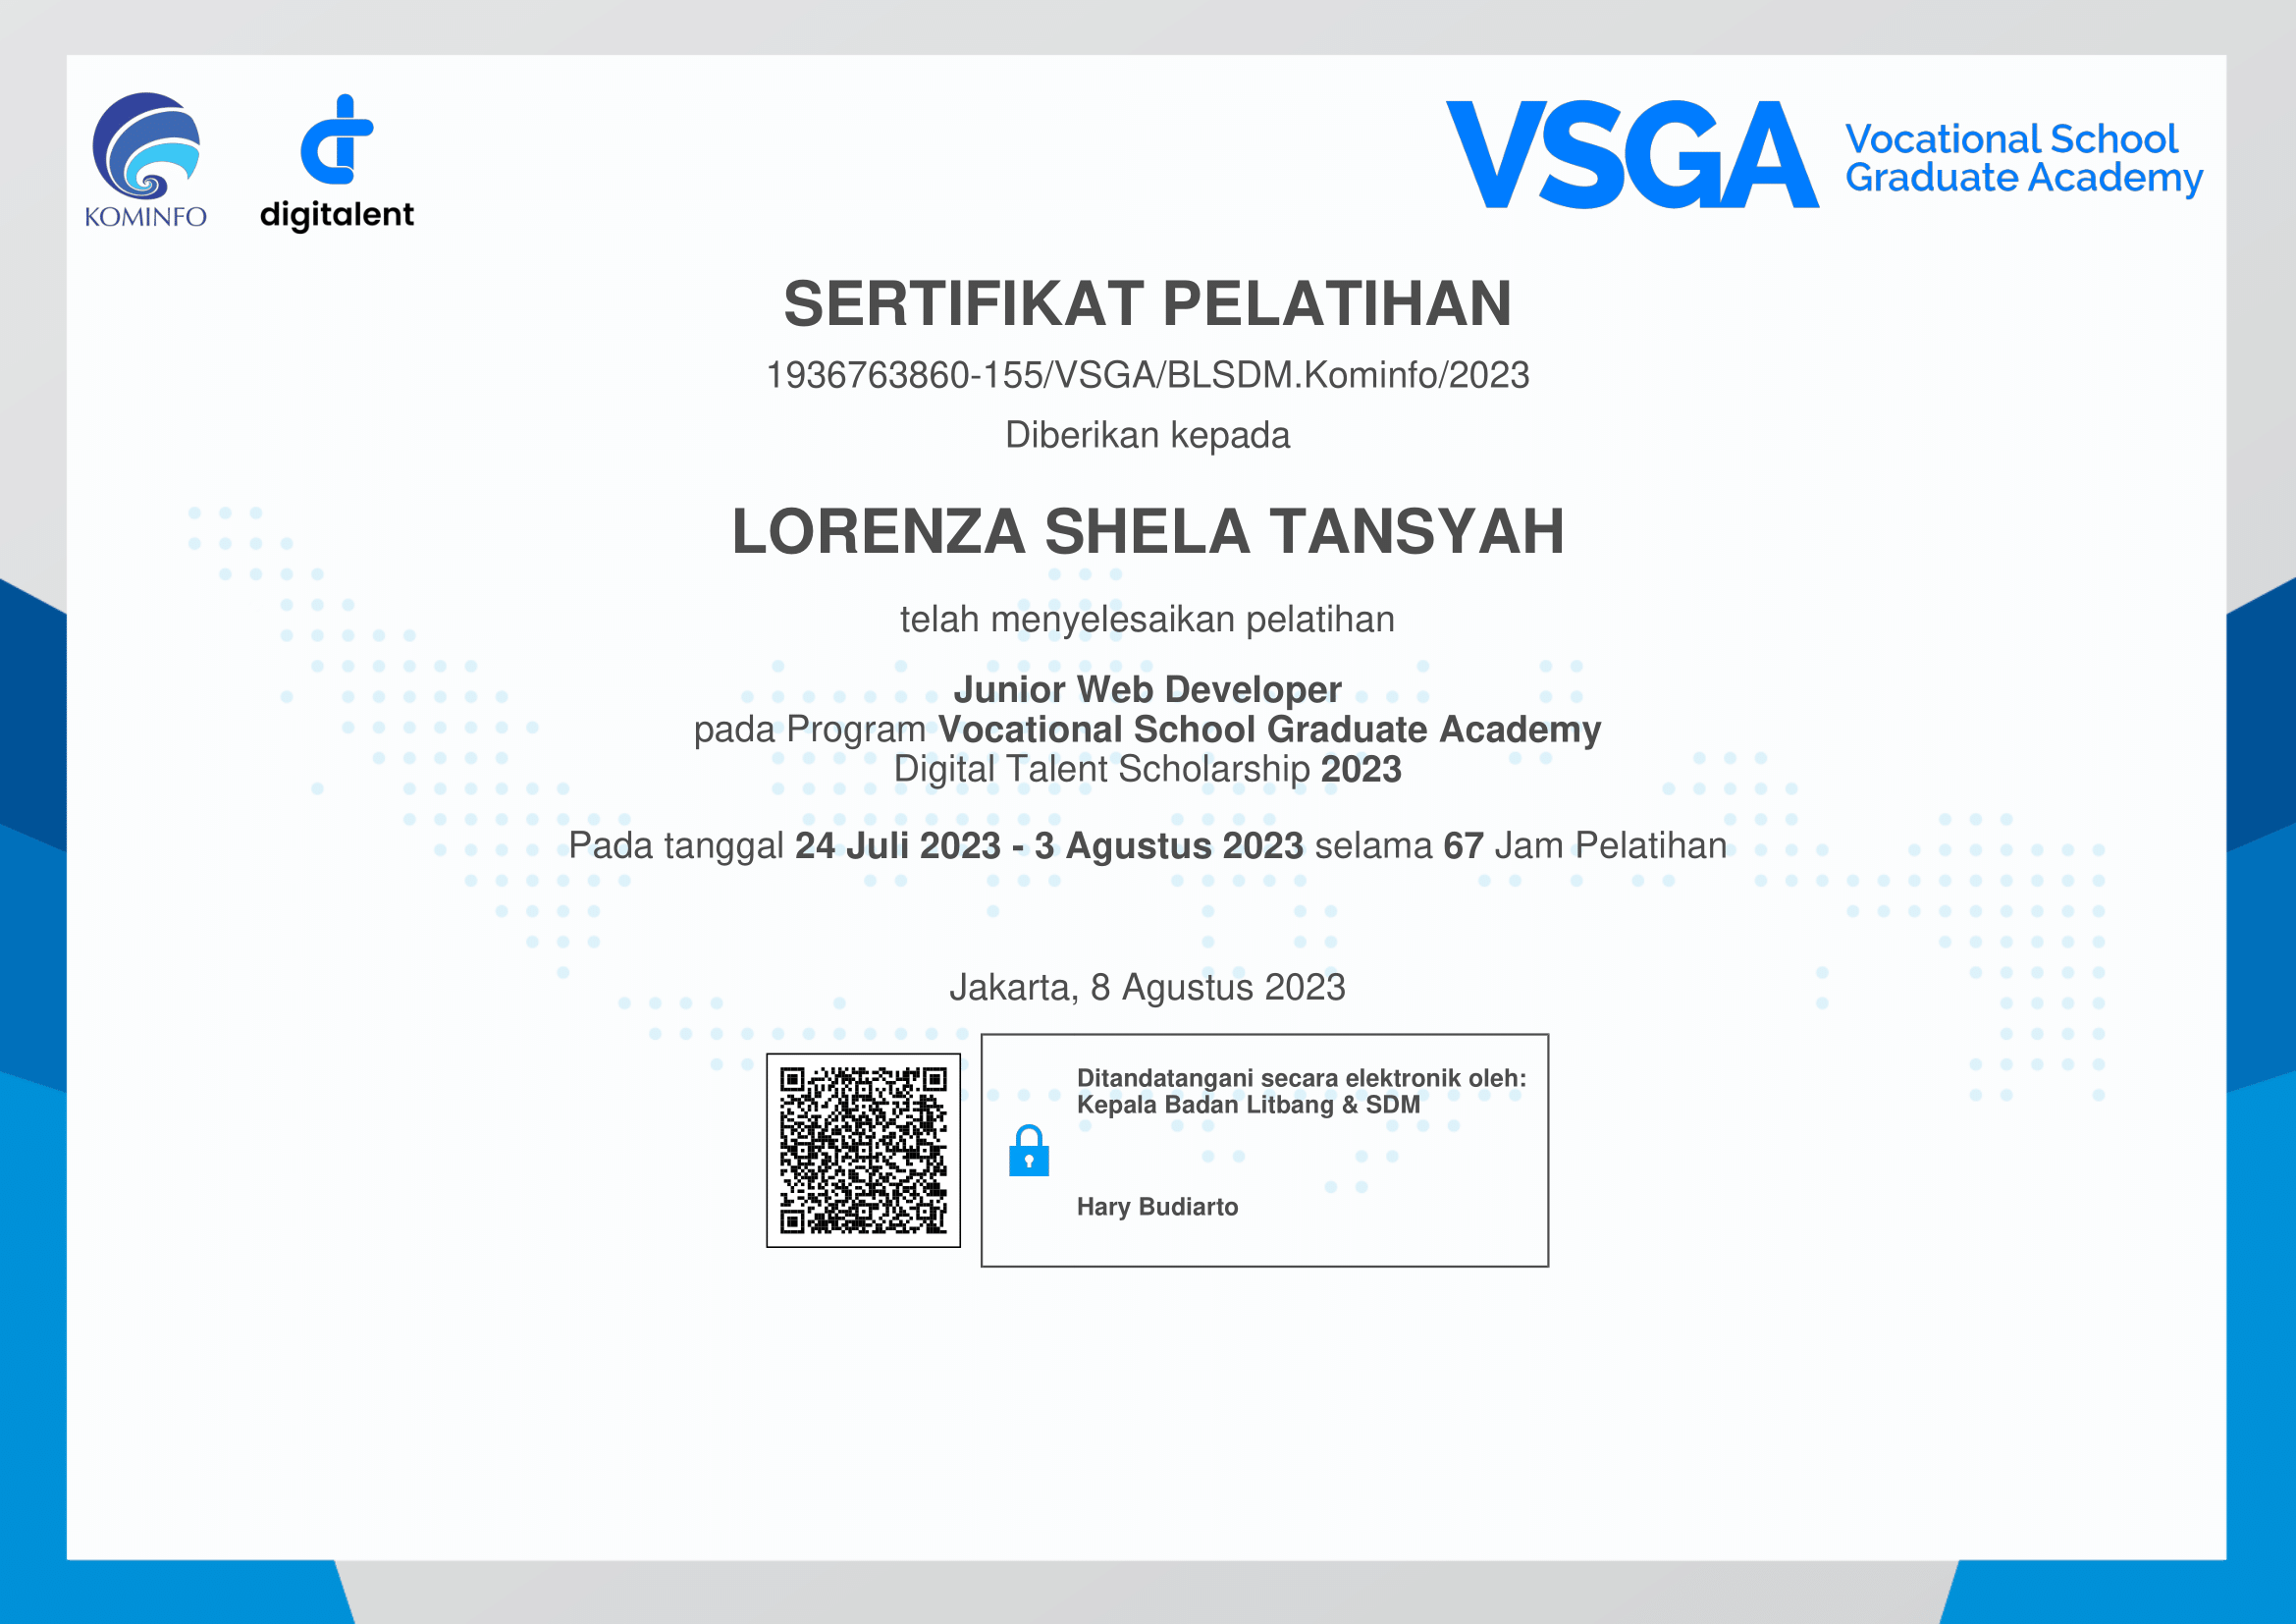 KOMINFO
digitalent
VSGA
Vocational School
Graduate Academy
SERTIFIKAT PELATIHAN
1936763860-155/VSGA/BLSDM.Kominfo/2023
Diberikan kepada
LORENZA SHELA TANSYAH
telah menyelesaikan pelatihan
Junior Web Developer
pada Program Vocational School Graduate Academy
Digital Talent Scholarship 2023
Pada tanggal 24 Juli 2023 - 3 Agustus 2023 selama 67 Jam Pelatihan
Jakarta, 8 Agustus 2023
Ditandatangani secara elektronik oleh:
Kepala Badan Litbang & SDM
Hary Budiarto